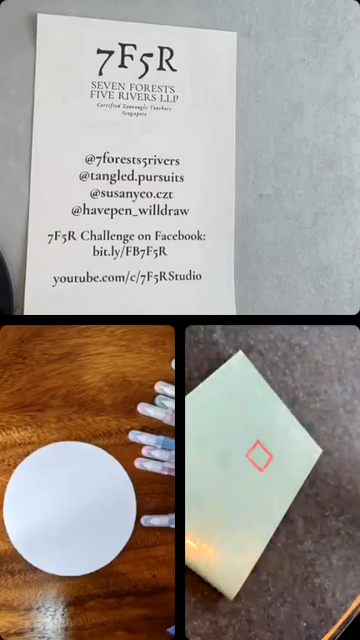 7F5R
SEVEN FORESTS
FIVE RIVERS LLP
Certified Zentangle Teachers
Singapore
@7forests5rivers
@tangled.pursuits
@susanyeo.czt
@havepen_willdraw
7F5R Challenge on Facebook:
bit.ly/FB7F5R
youtube.com/c/7F5RStudio